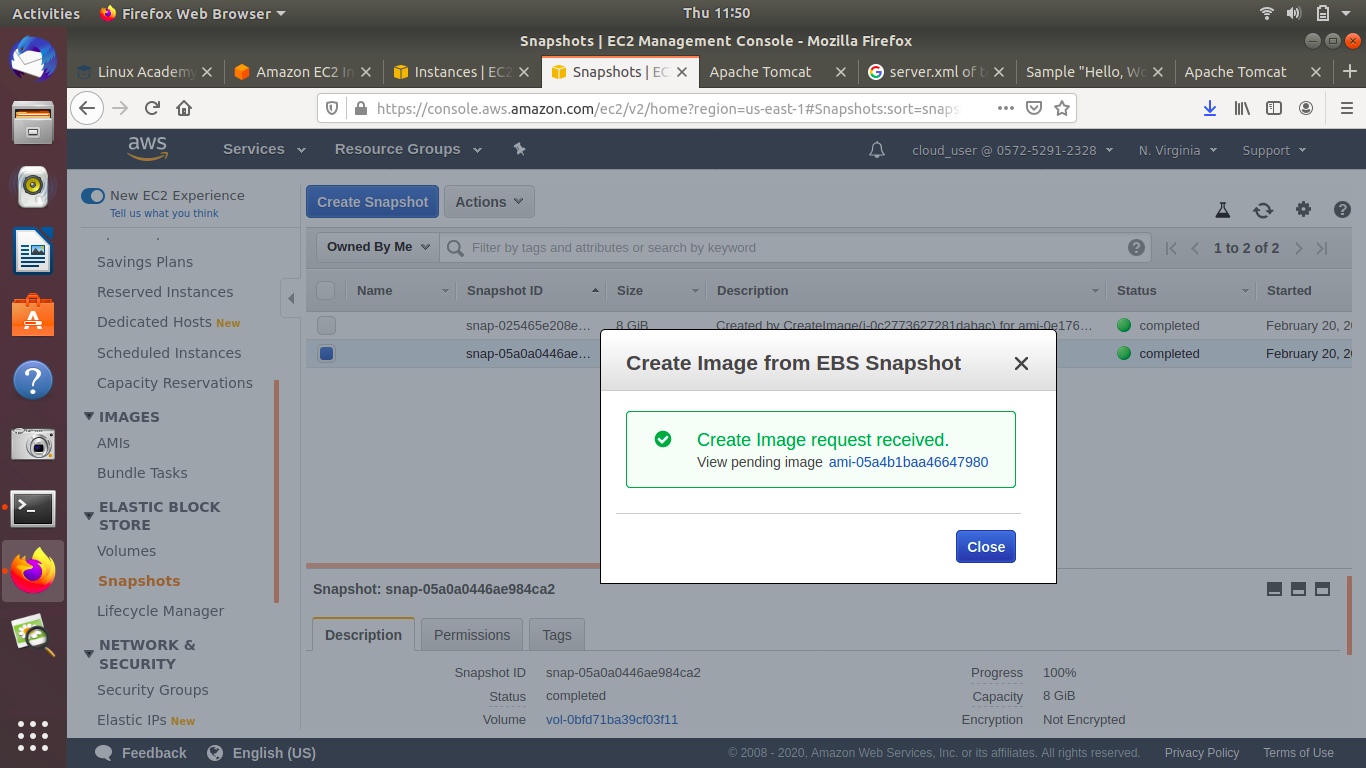 Activities Firefox Web Browser Thu 11:50
Snapshots | EC2 Management Console - Mozilla Firefox
Linux Academy Amazon EC2 In Instances | EC2 Snapshots | EC Apache Tomcat server.xml of t Sample "Hello, Wo Apache Tomcat
https://console.aws.amazon.com/ec2/v2/home?region=us-east-1#Snapshots:sort=snaps
aws Services Resource Groups cloud_user @ 0572-5291-2328 N. Virginia Support
New EC2 Experience
Tell us what you think
Create Snapshot Actions
Owned By Me Filter by tags and attributes or search by keyword 1 to 2 of 2
Name Snapshot ID Size Description Status Started
snap-025465e208e... 8 GiB Created by CreateImage(i-0c2773627281dabac) for ami-0e176... completed February 20, 20
snap-05a0a0446ae... completed February 20, 20
Savings Plans
Reserved Instances
Dedicated Hosts New
Scheduled Instances
Capacity Reservations
IMAGES
AMIs
Bundle Tasks
ELASTIC BLOCK
STORE
Volumes
Snapshots
Lifecycle Manager
NETWORK &
SECURITY
Security Groups
Elastic IPs New
Create Image from EBS Snapshot
Create Image request received.
View pending image ami-05a4b1baa46647980
Close
Snapshot: snap-05a0a0446ae984ca2
Description Permissions Tags
Snapshot ID snap-05a0a0446ae984ca2 Progress 100%
Status completed Capacity 8 GiB
Volume vol-0bfd71ba39cf03f11 Encryption Not Encrypted
Feedback English (US) © 2008 - 2020, Amazon Web Services, Inc. or its affiliates. All rights reserved. Privacy Policy Terms of Use